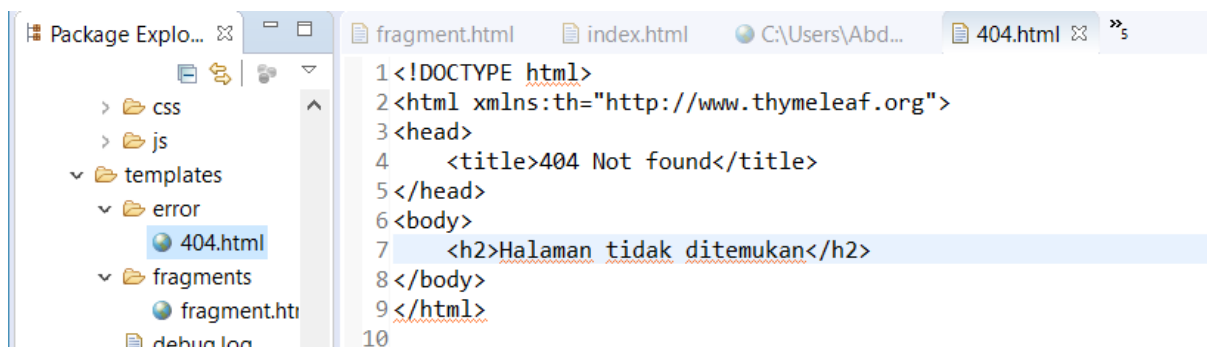 Package Explo...
fragment.html index.html C:\Users\Abd... 404.html »5
css
js
templates
error
404.html
fragments
fragment.htr
debug.log
1 <!DOCTYPE html>
2 <html xmlns:th="http://www.thymeleaf.org">
3 <head>
4     <title>404 Not found</title>
5 </head>
6 <body>
7     <h2>Halaman tidak ditemukan</h2>
8 </body>
9 </html>
10